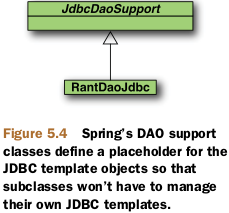 JdbcDaoSupport
RantDaoJdbc
Figure 5.4 Spring's DAO support
classes define a placeholder for the
JDBC template objects so that
subclasses won't have to manage
their own JDBC templates.